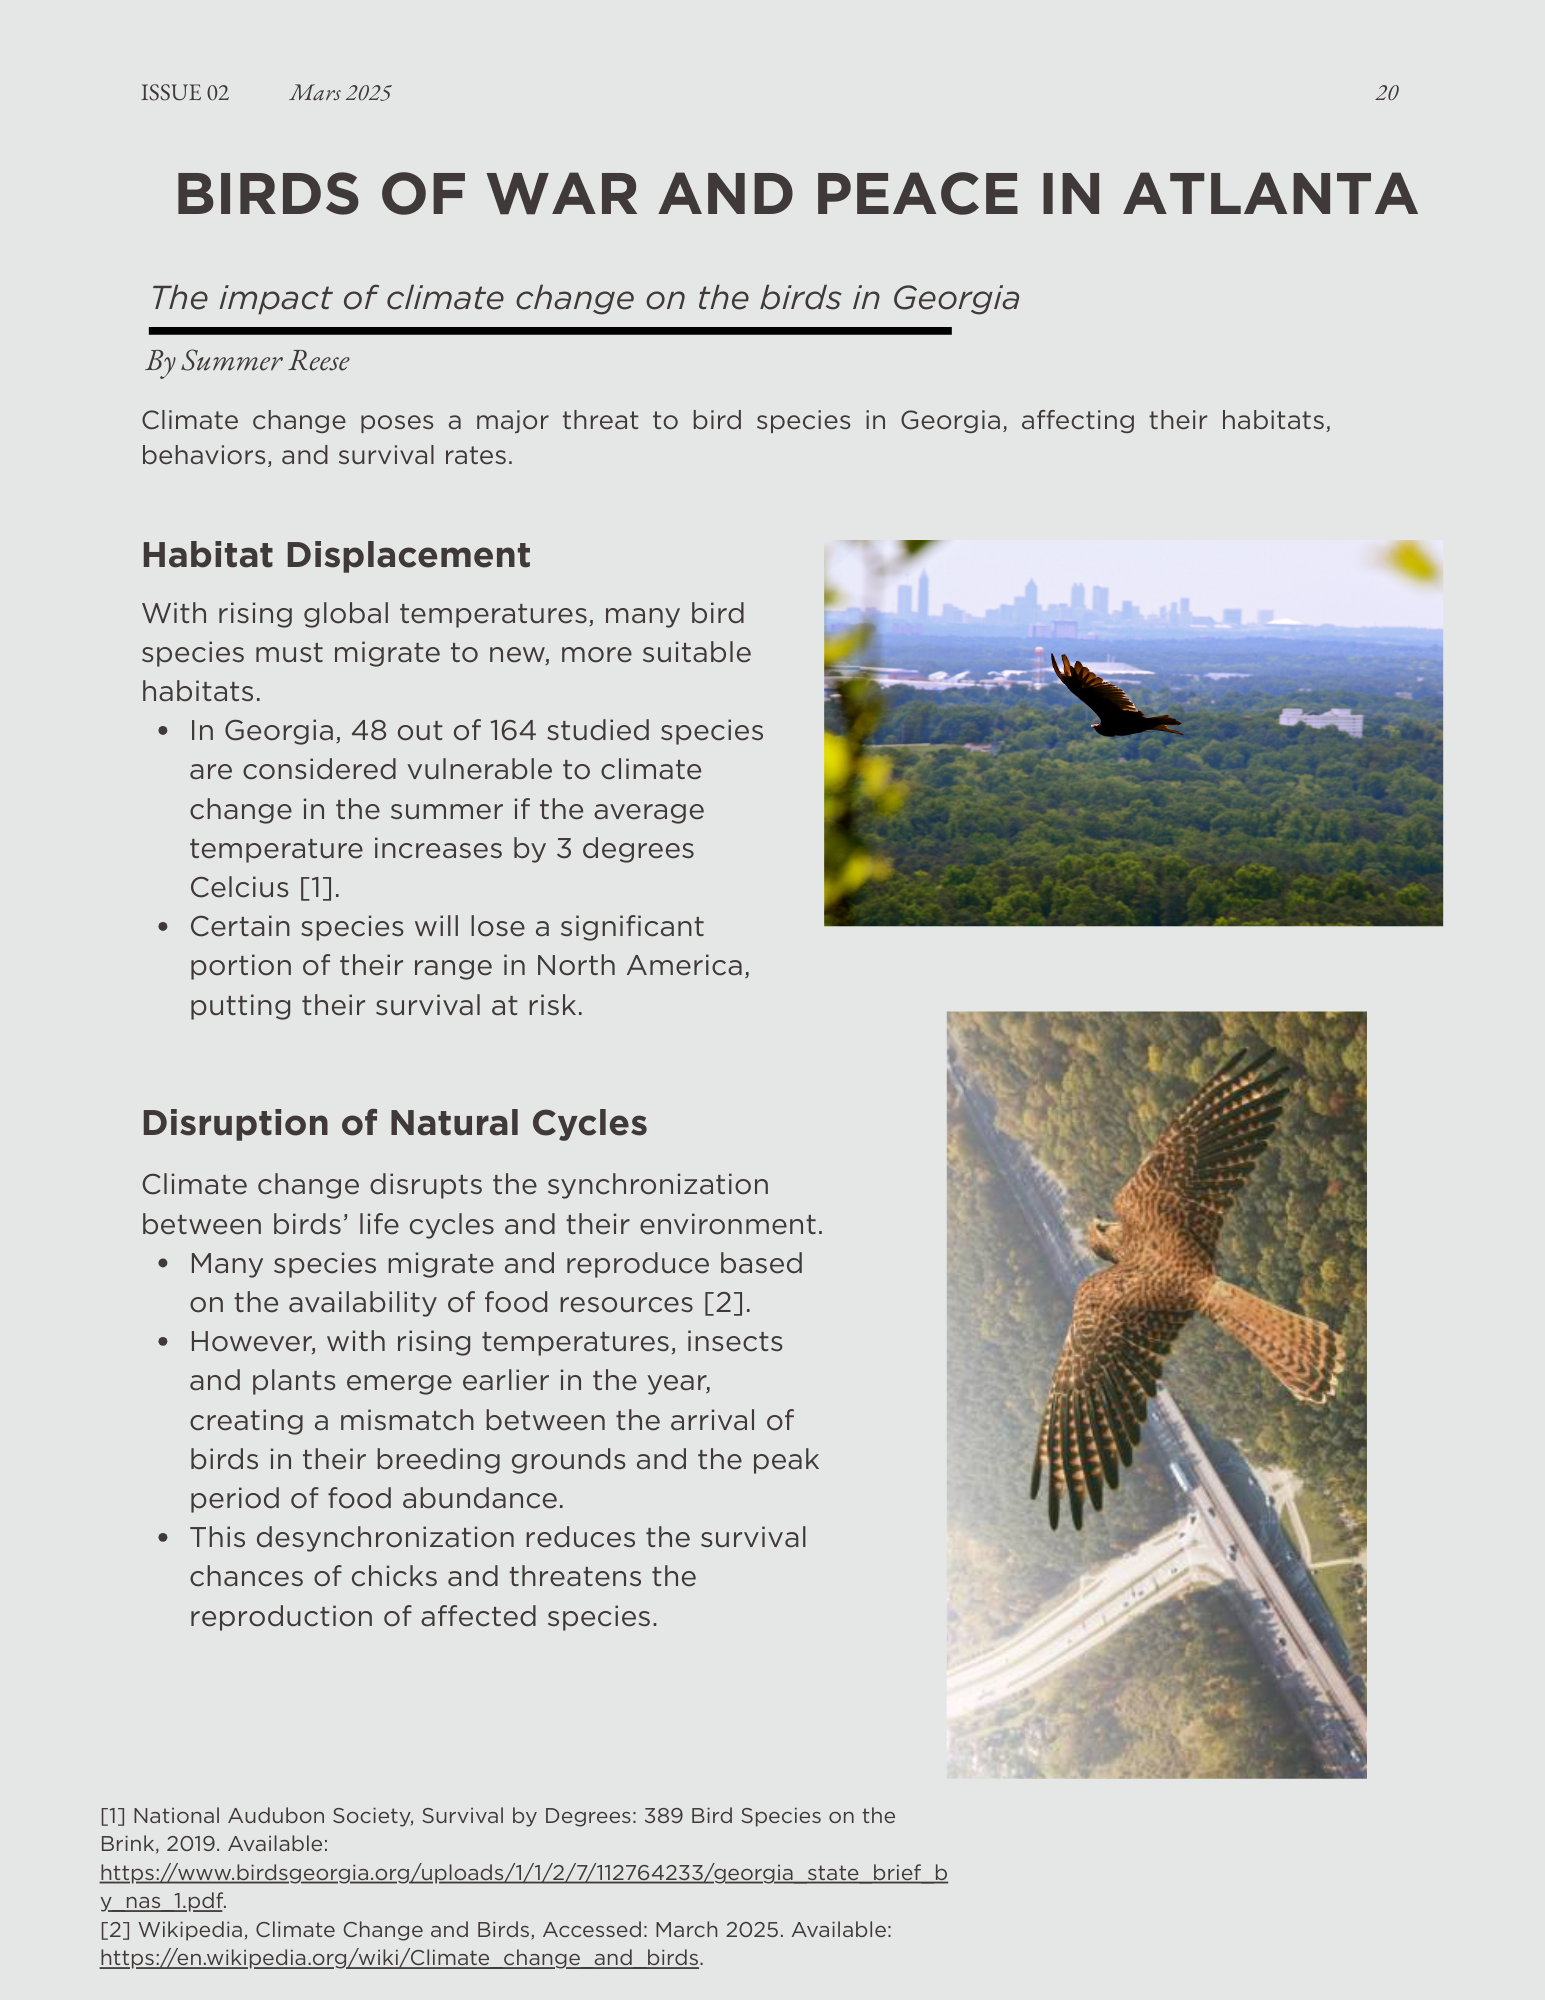 ISSUE 02 Mars 2025 20
BIRDS OF WAR AND PEACE IN ATLANTA
The impact of climate change on the birds in Georgia
By Summer Reese
Climate change poses a major threat to bird species in Georgia, affecting their habitats,
behaviors, and survival rates.
Habitat Displacement
With rising global temperatures, many bird
species must migrate to new, more suitable
habitats.
• In Georgia, 48 out of 164 studied species
are considered vulnerable to climate
change in the summer if the average
temperature increases by 3 degrees
Celcius [1].
• Certain species will lose a significant
portion of their range in North America,
putting their survival at risk.
Disruption of Natural Cycles
Climate change disrupts the synchronization
between birds’ life cycles and their environment.
• Many species migrate and reproduce based
on the availability of food resources [2].
• However, with rising temperatures, insects
and plants emerge earlier in the year,
creating a mismatch between the arrival of
birds in their breeding grounds and the peak
period of food abundance.
• This desynchronization reduces the survival
chances of chicks and threatens the
reproduction of affected species.
[1] National Audubon Society, Survival by Degrees: 389 Bird Species on the
Brink, 2019. Available:
https://www.birdsgeorgia.org/uploads/1/1/2/7/112764233/georgia_state_brief_b
y_nas_1.pdf.
[2] Wikipedia, Climate Change and Birds, Accessed: March 2025. Available:
https://en.wikipedia.org/wiki/Climate_change_and_birds.